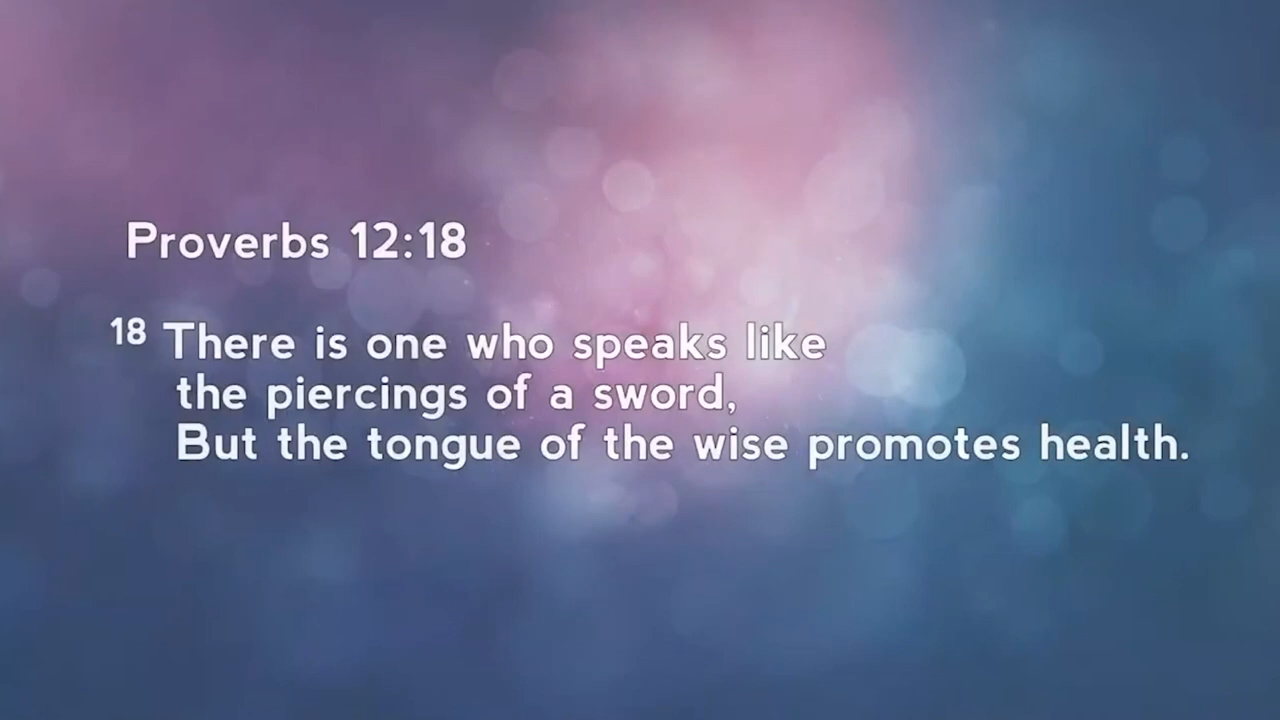 Proverbs 12:18
18 There is one who speaks like
the piercings of a sword,
But the tongue of the wise promotes health.